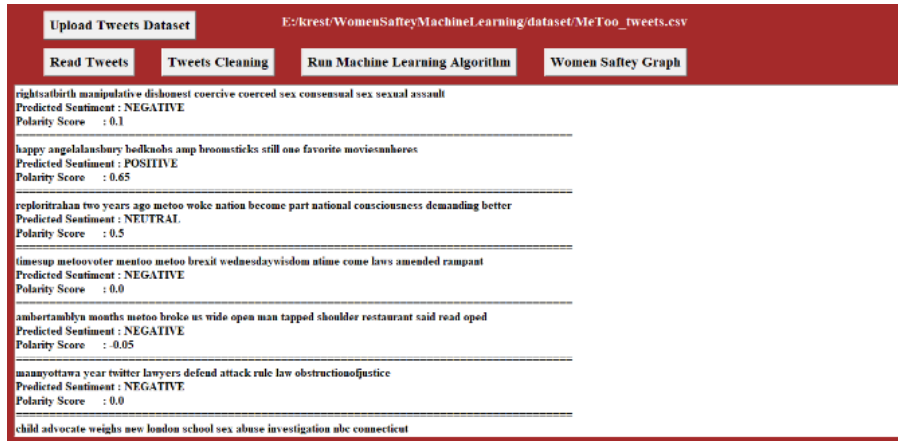 Upload Tweets Dataset
E:/krest/WomenSafteyMachineLearning/dataset/MeToo_tweets.csv
Read Tweets
Tweets Cleaning
Run Machine Learning Algorithm
Women Saftey Graph
rightsatbirth manipulative dishonest coercive coerced sex consensual sex sexual assault
Predicted Sentiment : NEGATIVE
Polarity Score : 0.1
happy angelalansbury bedknobs amp broomsticks still one favorite moviesnnheres
Predicted Sentiment : POSITIVE
Polarity Score : 0.65
reploritrahan two years ago metoo woke nation become part national consciousness demanding better
Predicted Sentiment : NEUTRAL
Polarity Score : 0.5
timesup metoovoter mentoo metoo brexit wednesdaywisdom ntime come laws amended rampant
Predicted Sentiment : NEGATIVE
Polarity Score : 0.0
ambertamblyn months metoo broke us wide open man tapped shoulder restaurant said read oped
Predicted Sentiment : NEGATIVE
Polarity Score : -0.05
mannyottawa year twitter lawyers defend attack rule law obstructionofjustice
Predicted Sentiment : NEGATIVE
Polarity Score : 0.0
child advocate weighs new london school sex abuse investigation nbc connecticut